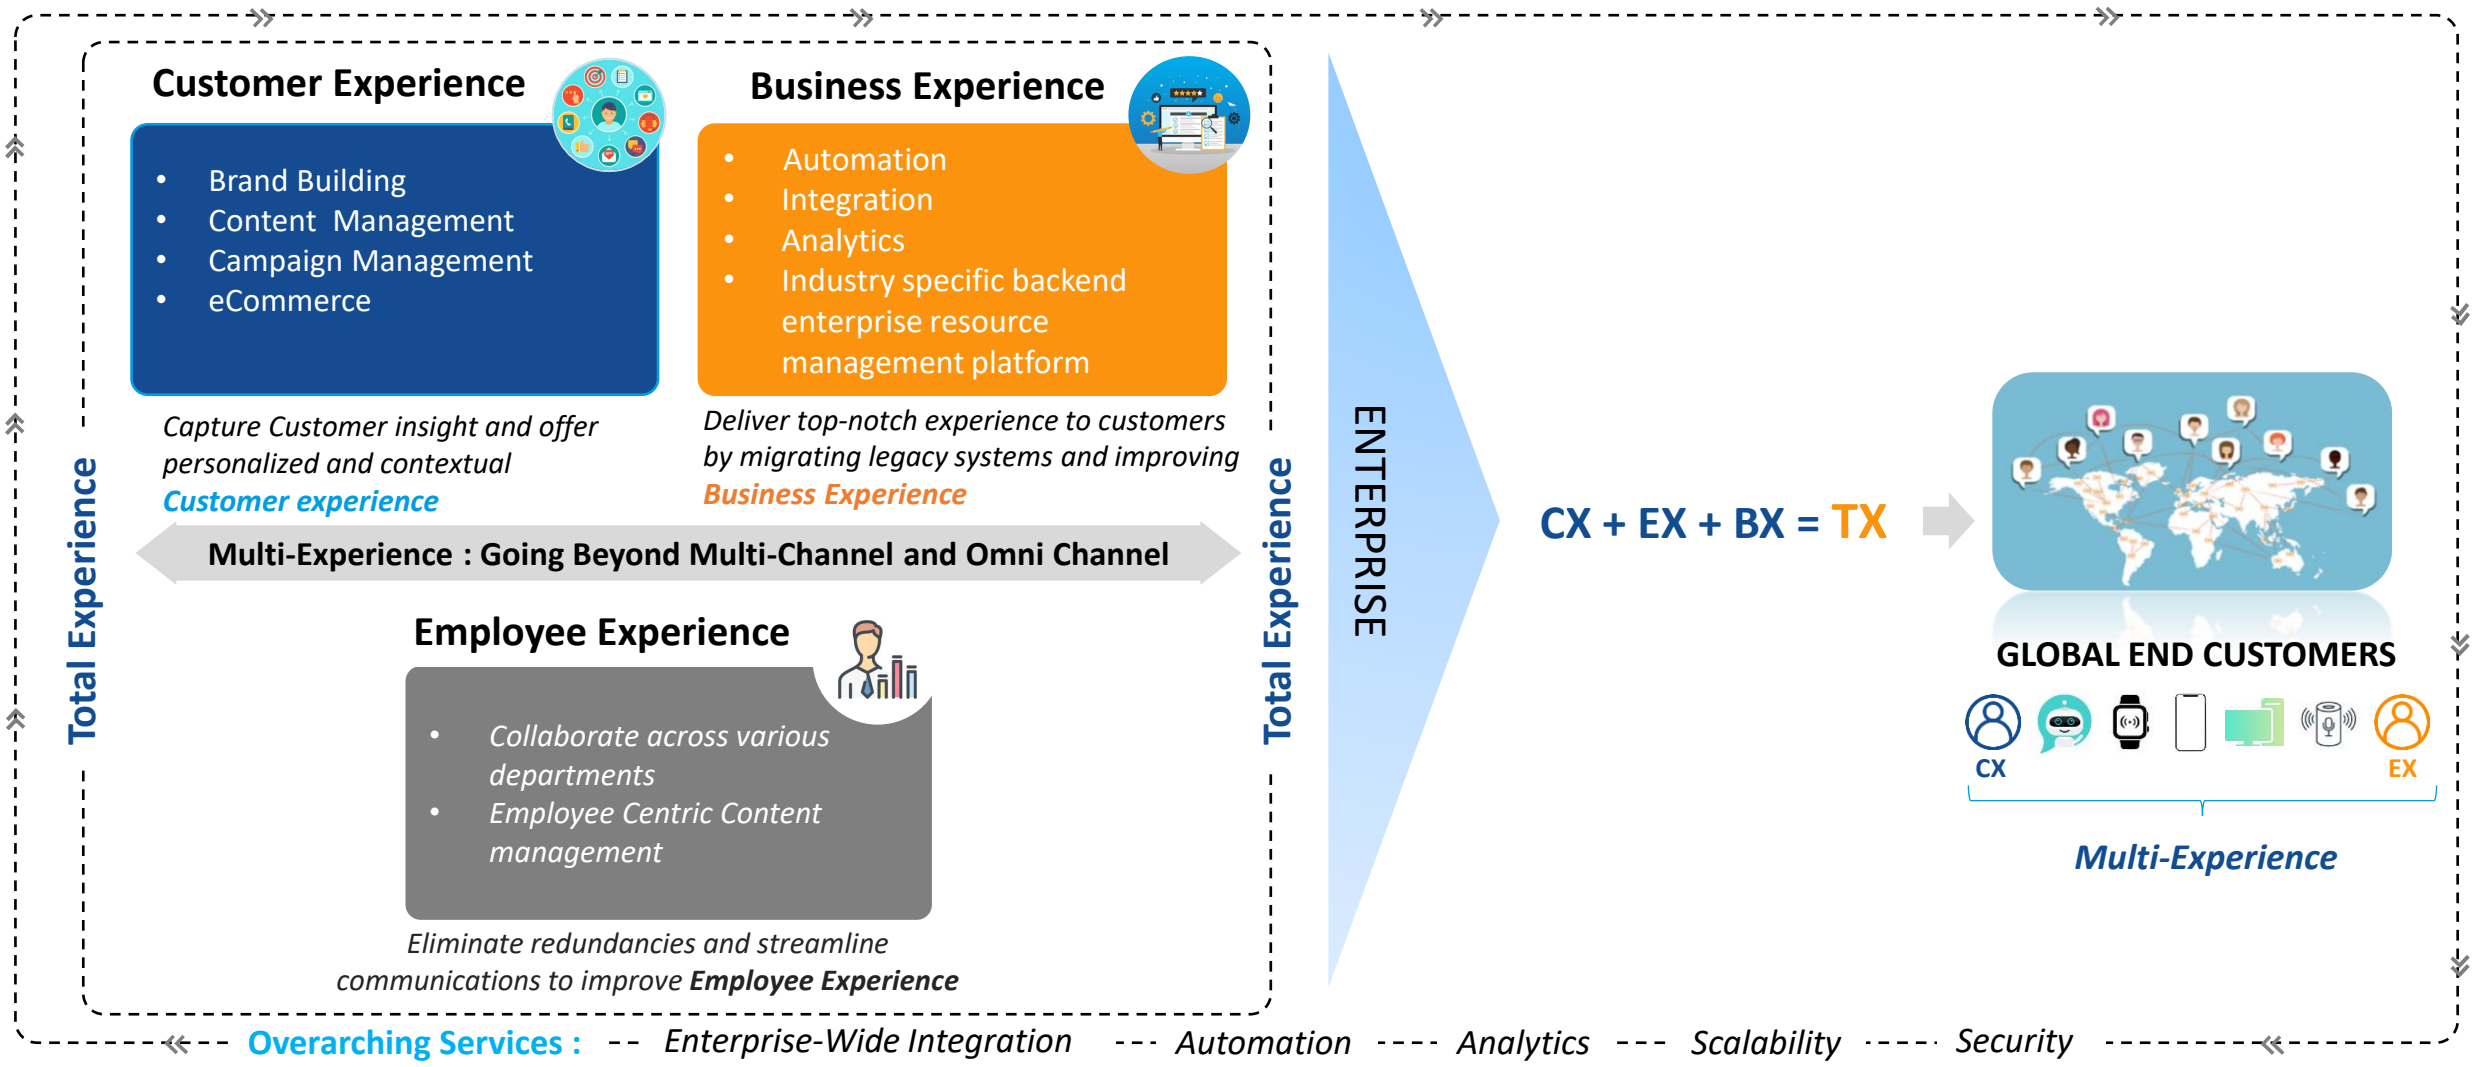 Customer Experience
• Brand Building
• Content Management
• Campaign Management
• eCommerce
Capture Customer insight and offer
personalized and contextual
Customer experience
Business Experience
• Automation
• Integration
• Analytics
• Industry specific backend
enterprise resource
management platform
Deliver top-notch experience to customers
by migrating legacy systems and improving
Business Experience
Total Experience
Multi-Experience : Going Beyond Multi-Channel and Omni Channel
Total Experience
Employee Experience
• Collaborate across various
departments
• Employee Centric Content
management
Eliminate redundancies and streamline
communications to improve Employee Experience
ENTERPRISE
CX + EX + BX = TX
GLOBAL END CUSTOMERS
CX
EX
Multi-Experience
Overarching Services : -- Enterprise-Wide Integration --- Automation ---- Analytics --- Scalability ----- Security